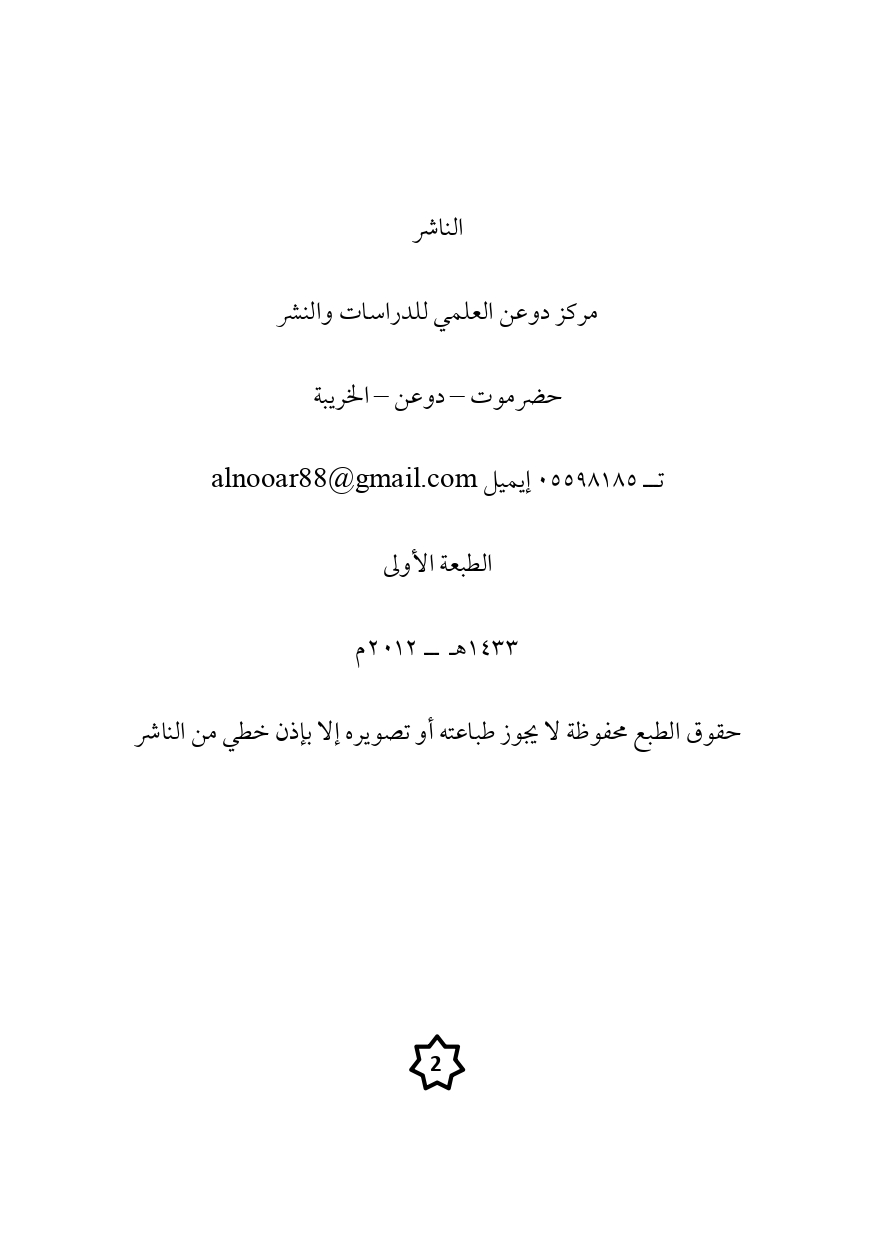 الناشر
مركز دوعن العلمي للدراسات والنشر
حضرموت – دوعن – الخريبة
تـ ٠٥٥٩٨١٨٥ إيميل alnooar88@gmail.com
الطبعة الأولى
١٤٣٣هـ ـ ٢٠١٢م
حقوق الطبع محفوظة لا يجوز طباعته أو تصويره إلا بإذن خطي من الناشر
2